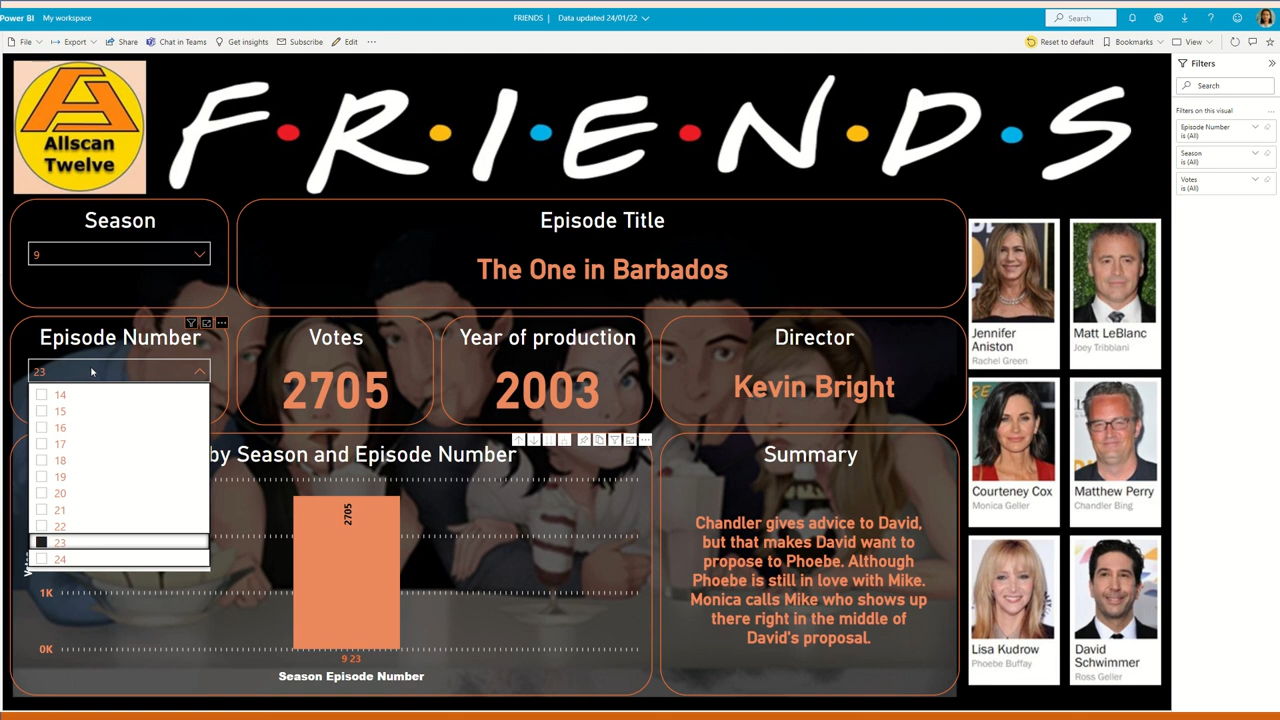 Power BI My workspace
FRIENDS | Data updated 24/01/22
Search
File Export Share Chat in Teams Get insights Subscribe Edit ···
Reset to default Bookmarks View
Allscan
Twelve
F·R·I·E·N·D·S
Season
9
Episode Title
The One in Barbados
Episode Number
23
14
15
16
17
18
19
20
21
22
23
24
Votes
2705
Year of production
2003
Director
Kevin Bright
by Season and Episode Number
2705
1K
0K
9 23
Season Episode Number
Summary
Chandler gives advice to David,
but that makes David want to
propose to Phoebe. Although
Phoebe is still in love with Mike.
Monica calls Mike who shows up
there right in the middle of
David's proposal.
Jennifer
Aniston
Rachel Green
Matt LeBlanc
Joey Tribbiani
Courteney Cox
Monica Geller
Matthew Perry
Chandler Bing
Lisa Kudrow
Phoebe Buffay
David
Schwimmer
Ross Geller
Filters
Search
Filters on this visual
Episode Number
is (All)
Season
is (All)
Votes
is (All)